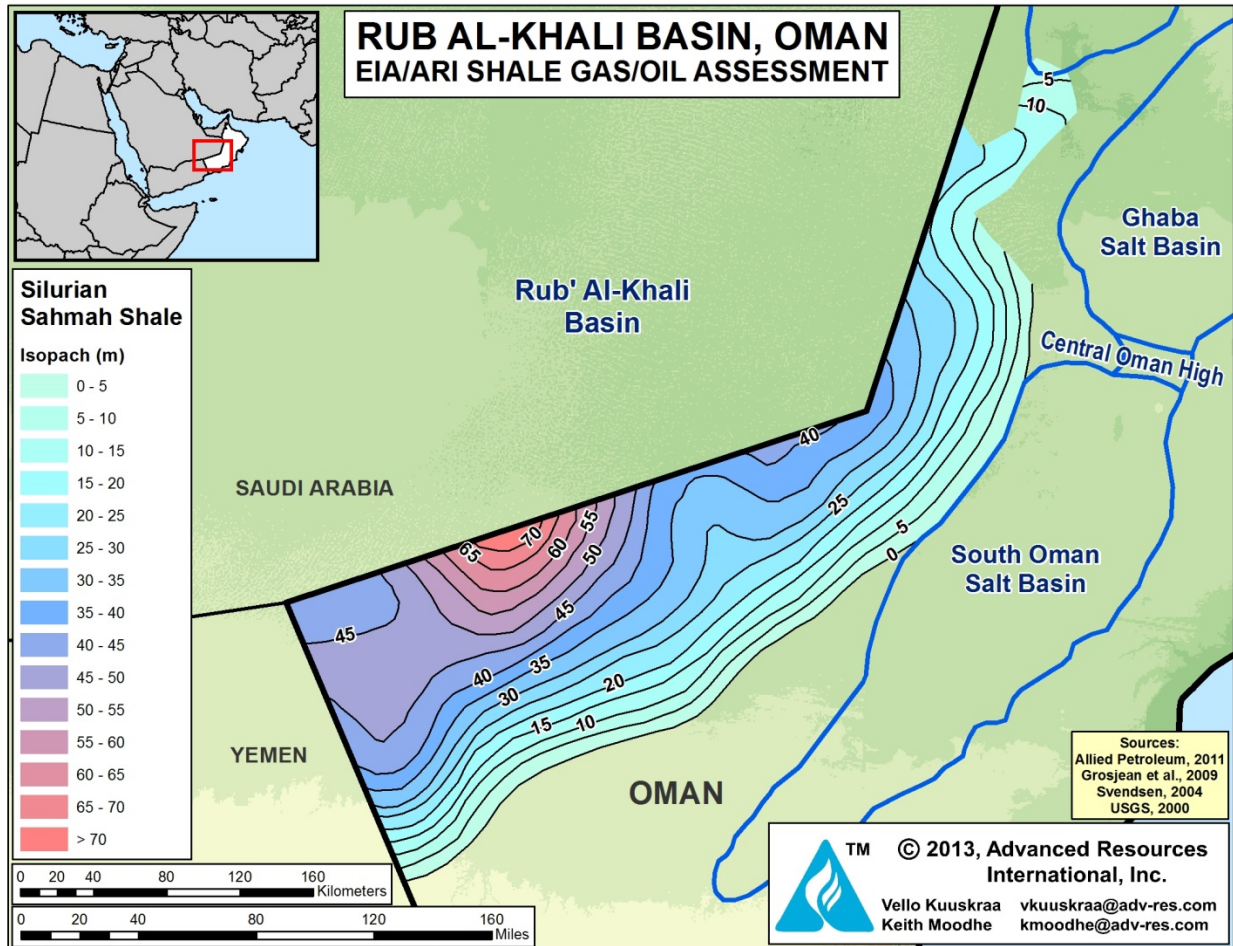 RUB AL-KHALI BASIN, OMAN
EIA/ARI SHALE GAS/OIL ASSESSMENT
5
10
Ghaba
Salt Basin
Rub' Al-Khali
Basin
Central Oman High
Silurian
Sahmah Shale
Isopach (m)
0 - 5
5 - 10
10 - 15
15 - 20
20 - 25
25 - 30
30 - 35
35 - 40
40 - 45
45 - 50
50 - 55
55 - 60
60 - 65
65 - 70
> 70
SAUDI ARABIA
40
25
5
0
65
70
60
55
50
45
45
40
35
30
20
15
10
South Oman
Salt Basin
YEMEN
OMAN
Sources:
Allied Petroleum, 2011
Grosjean et al., 2009
Svendsen, 2004
USGS, 2000
0 20 40 80 120 160
Kilometers
0 20 40 80 120 160
Miles
TM
© 2013, Advanced Resources
International, Inc.
Vello Kuuskraa vkuuskraa@adv-res.com
Keith Moodhe kmoodhe@adv-res.com